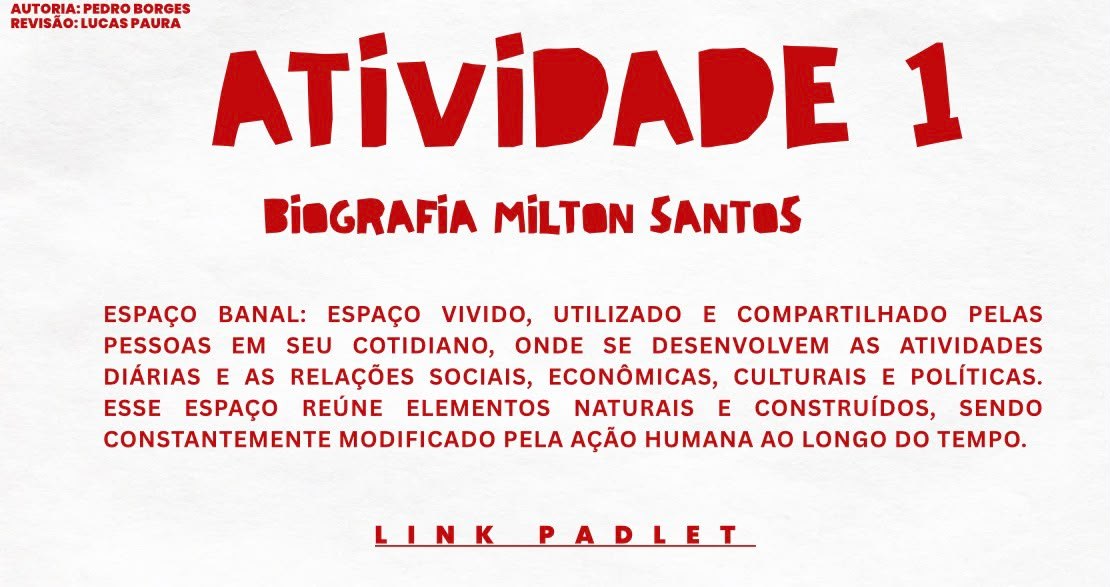 AUTORIA: PEDRO BORGES
REVISÃO: LUCAS PAURA
ATIVIDADE 1
BIOGRAFIA MILTON SANTOS
ESPAÇO BANAL: ESPAÇO VIVIDO, UTILIZADO E COMPARTILHADO PELAS
PESSOAS EM SEU COTIDIANO, ONDE SE DESENVOLVEM AS ATIVIDADES
DIÁRIAS E AS RELAÇÕES SOCIAIS, ECONÔMICAS, CULTURAIS E POLÍTICAS.
ESSE ESPAÇO REÚNE ELEMENTOS NATURAIS E CONSTRUÍDOS, SENDO
CONSTANTEMENTE MODIFICADO PELA AÇÃO HUMANA AO LONGO DO TEMPO.
LINK PADLET